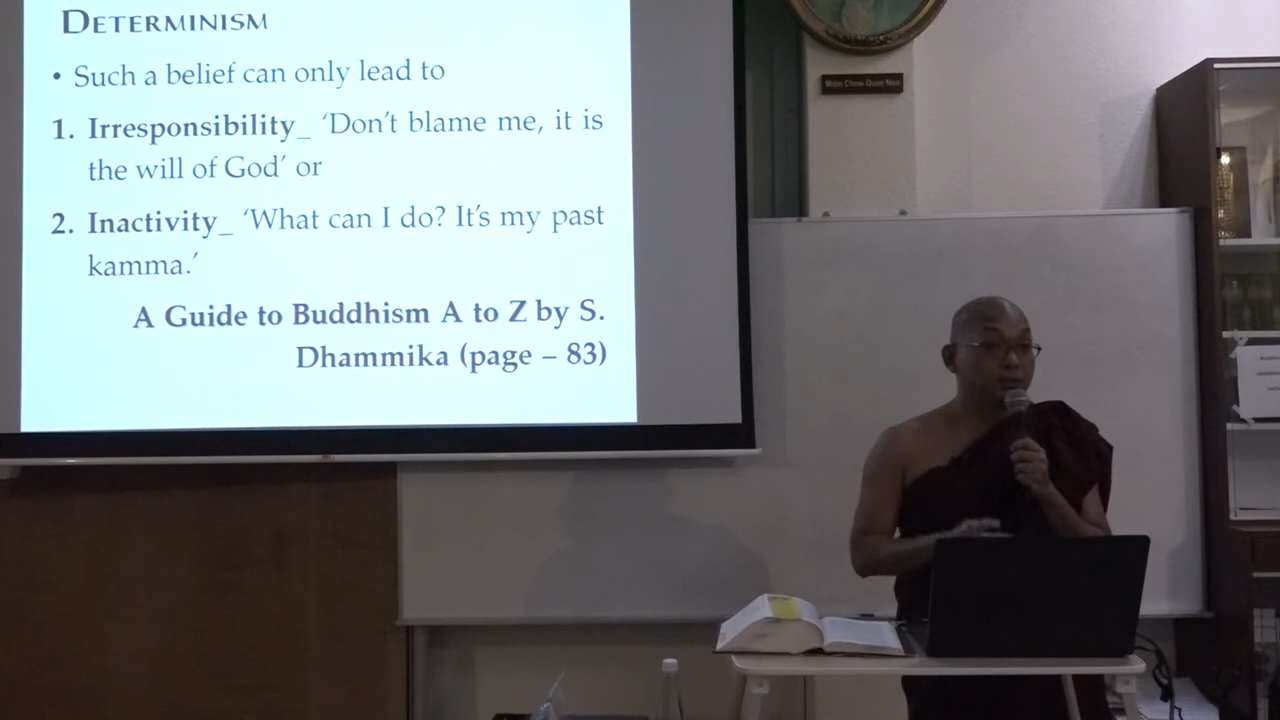 DETERMINISM
• Such a belief can only lead to
1. Irresponsibility_ 'Don't blame me, it is
the will of God' or
2. Inactivity_ 'What can I do? It's my past
kamma.'
A Guide to Buddhism A to Z by S.
Dhammika (page – 83)